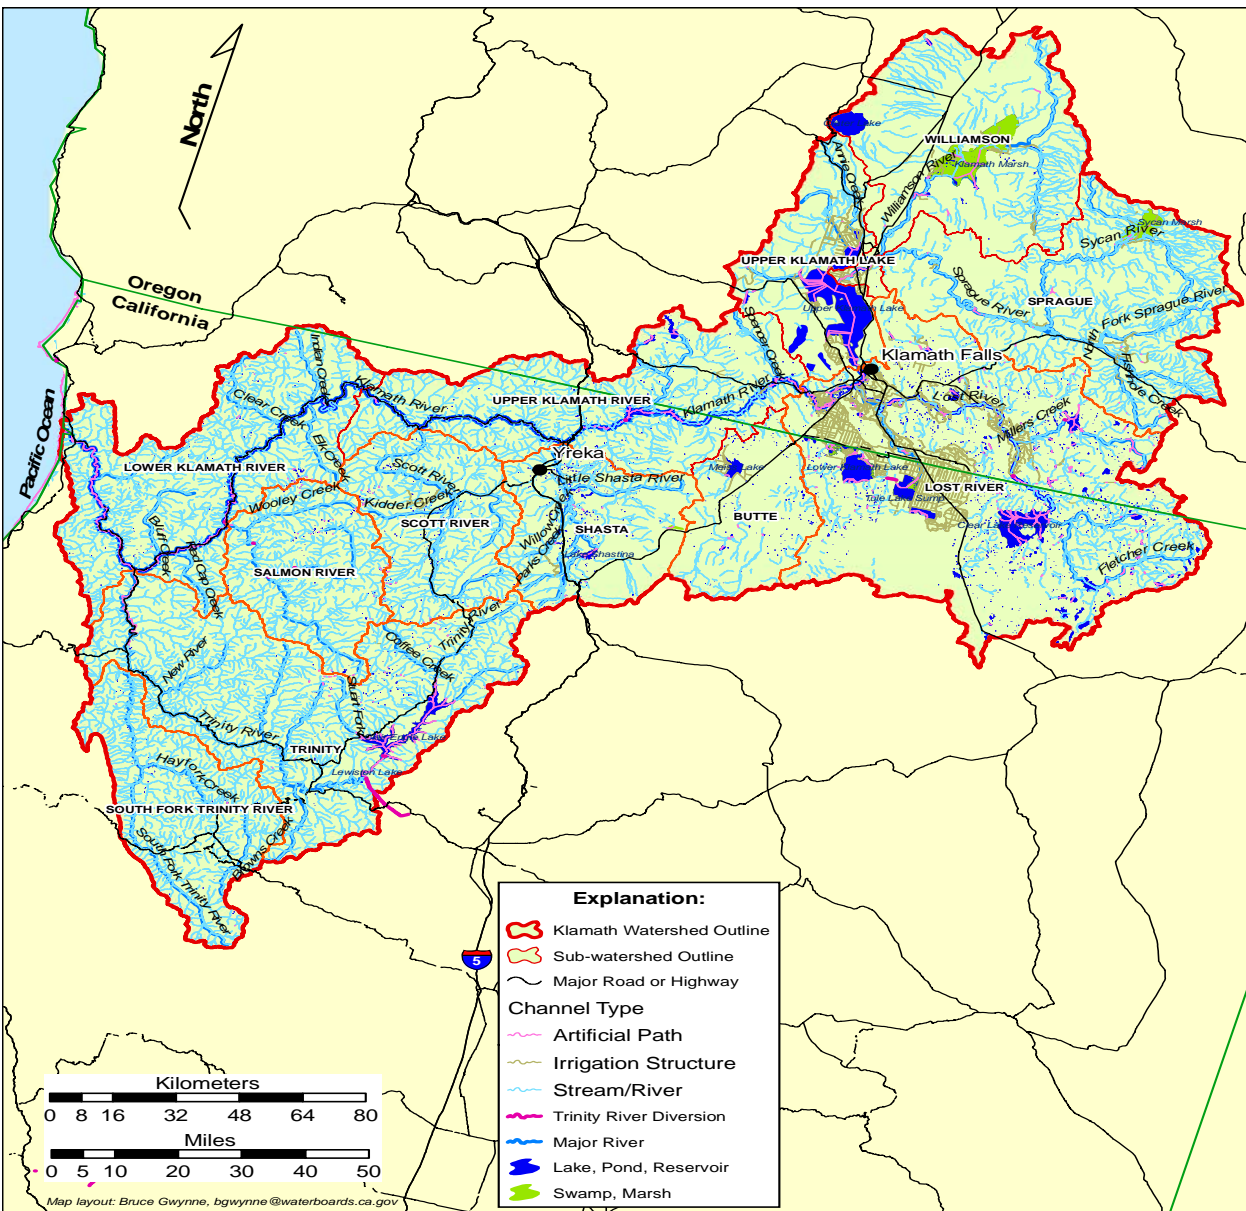 North
WILLIAMSON
Klamath Marsh
Annie Creek
Williamson River
Sycan Marsh
Sycan River
UPPER KLAMATH LAKE
Oregon
California
Sprague River
SPRAGUE
North Fork Sprague River
Spencer Creek
Klamath Falls
Fishhole Creek
Indian Creek
Klamath River
UPPER KLAMATH RIVER
Klamath River
Lost River
Millers Creek
Pacific Ocean
Clear Creek
Elk Creek
LOWER KLAMATH RIVER
Yreka
Scott River
Little Shasta River
Lower Klamath Lake
Wooley Creek
Kidder Creek
Tule Lake Sump
LOST RIVER
SCOTT RIVER
SHASTA
BUTTE
Willow Creek
Clear Lake Reservoir
Bluff Creek
Red Cap Creek
Parks Creek
Lake Shastina
Fletcher Creek
SALMON RIVER
Trinity River
Coffee Creek
New River
Stuart Fork
Trinity River
TRINITY
Hayfork Creek
Lewiston Lake
SOUTH FORK TRINITY RIVER
Browns Creek
South Fork Trinity River
5
Explanation:
Klamath Watershed Outline
Sub-watershed Outline
Major Road or Highway
Channel Type
Artificial Path
Irrigation Structure
Stream/River
Trinity River Diversion
Major River
Lake, Pond, Reservoir
Swamp, Marsh
Kilometers
0 8 16 32 48 64 80
Miles
0 5 10 20 30 40 50
Map layout: Bruce Gwynne, bgwynne@waterboards.ca.gov